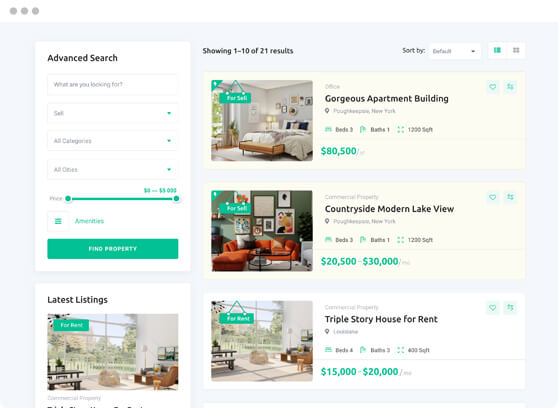 Advanced Search
What are you looking for?
Sell
All Categories
All Cities
$0 — $5 000
Price
Amenities
FIND PROPERTY
Latest Listings
For Rent
Commercial Property
Showing 1–10 of 21 results
Sort by:
Default
For Sell
Office
Gorgeous Apartment Building
Poughkeepsie, New York
Beds 3
Baths 1
1200 Sqft
$80,500
For Sell
Commercial Property
Countryside Modern Lake View
Poughkeepsie, New York
Beds 3
Baths 1
1200 Sqft
$20,500 - $30,000/ mo
For Rent
Commercial Property
Triple Story House for Rent
Louisiana
Beds 4
Baths 3
400 Sqft
$15,000 - $20,000 / mo